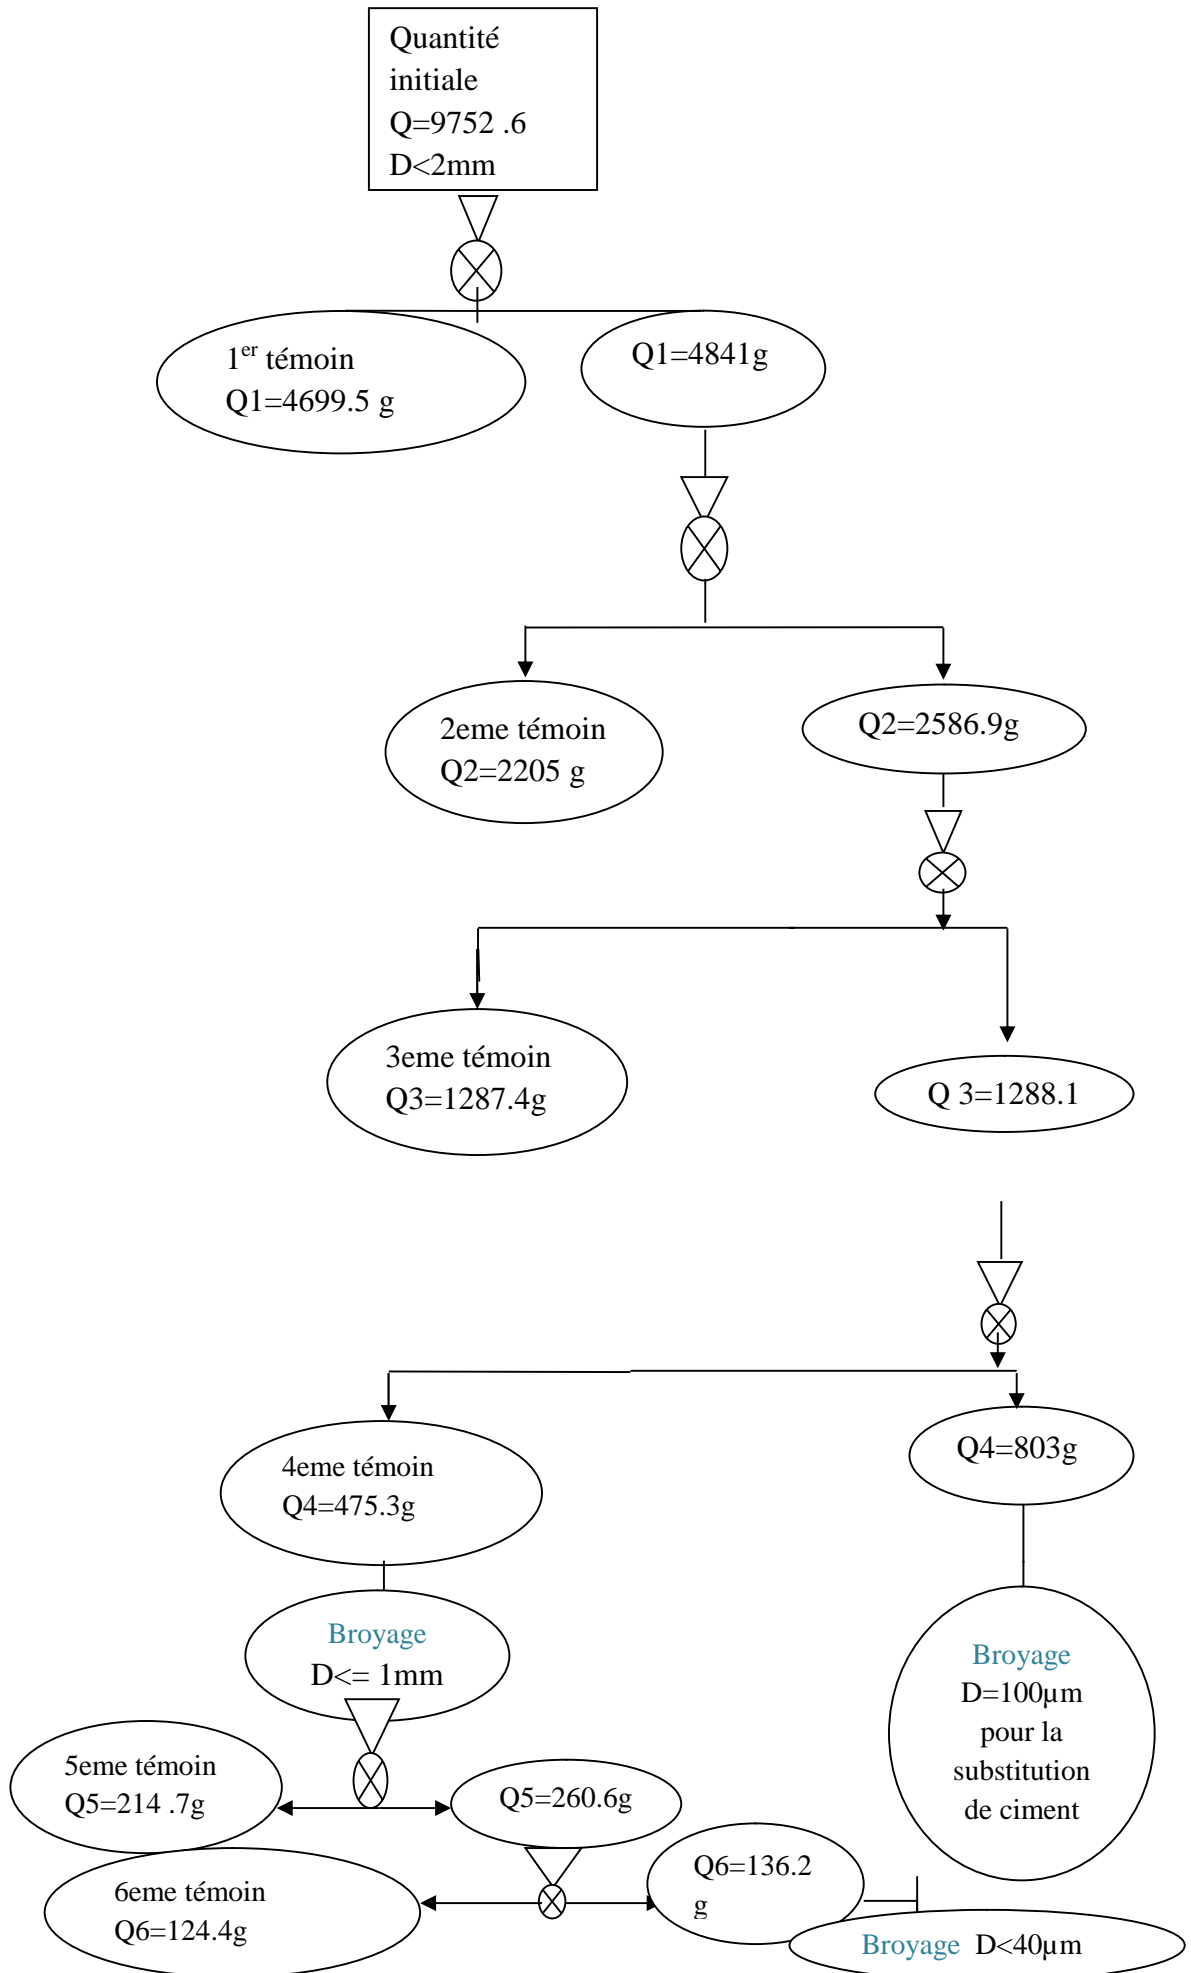 Quantité
initiale
Q=9752 .6
D<2mm
1er témoin
Q1=4699.5 g
Q1=4841g
2eme témoin
Q2=2205 g
Q2=2586.9g
3eme témoin
Q3=1287.4g
Q 3=1288.1
4eme témoin
Q4=475.3g
Q4=803g
Broyage
D<= 1mm
Broyage
D=100µm
pour la
substitution
de ciment
5eme témoin
Q5=214 .7g
Q5=260.6g
6eme témoin
Q6=124.4g
Q6=136.2
g
Broyage D<40µm